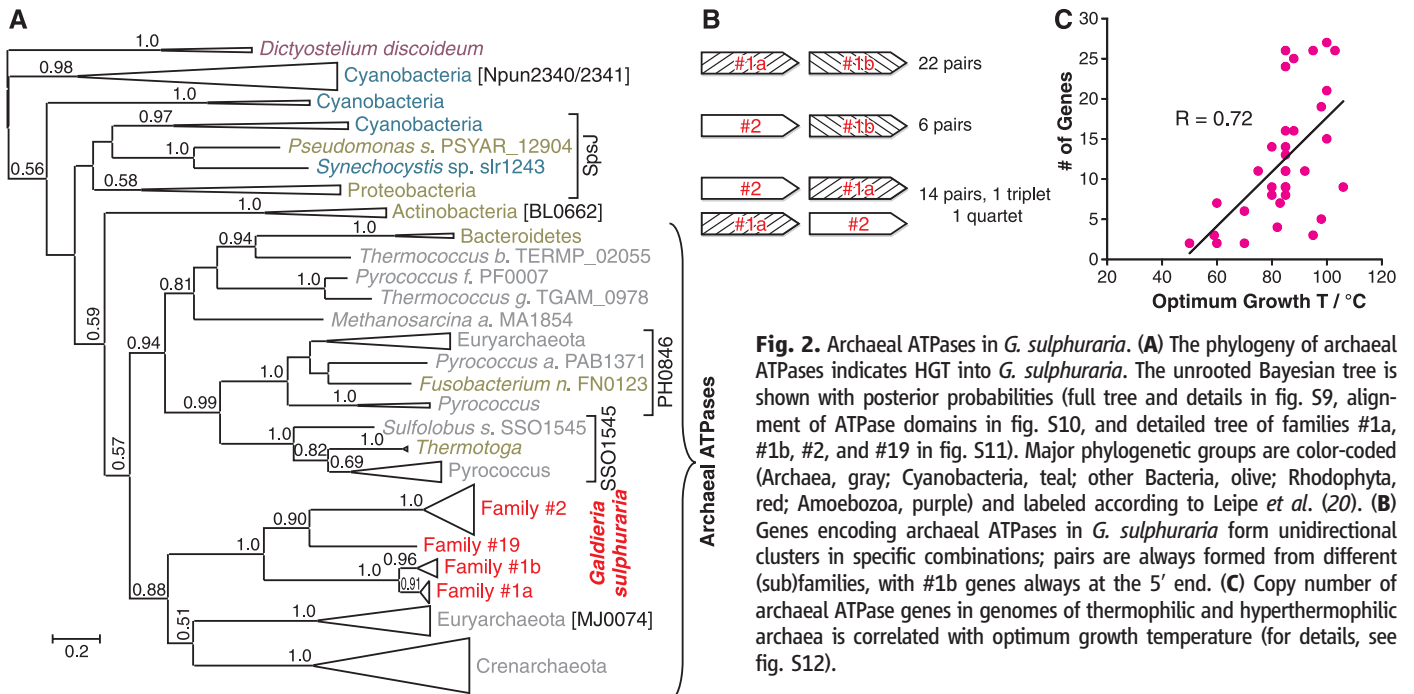 A
1.0
Dictyostelium discoideum
0.98
Cyanobacteria [Npun2340/2341]
1.0
Cyanobacteria
0.97
Cyanobacteria
Pseudomonas s. PSYAR_12904
1.0
Synechocystis sp. slr1243
0.56
0.58
Proteobacteria
SpsJ
1.0
Actinobacteria [BL0662]
1.0
Bacteroidetes
0.94
Thermococcus b. TERMP_02055
0.81
Pyrococcus f. PF0007
1.0
Thermococcus g. TGAM_0978
Methanosarcina a. MA1854
0.59
0.94
Euryarchaeota
1.0
Pyrococcus a. PAB1371
Fusobacterium n. FN0123
1.0
Pyrococcus
PH0846
0.99
Sulfolobus s. SSO1545
1.0
1.0
Thermotoga
0.82
0.69
Pyrococcus
SSO1545
0.57
1.0
Family #2
0.90
Family #19
1.0
0.96
Family #1b
1.0
0.91
Family #1a
Galdieria
sulphuraria
0.88
1.0
Euryarchaeota [MJ0074]
0.51
1.0
Crenarchaeota
0.2
Archaeal ATPases
B
#1a
#1b
22 pairs
#2
#1b
6 pairs
#2
#1a
14 pairs, 1 triplet
1 quartet
#1a
#2
C
30
25
20
15
10
5
0
# of Genes
R = 0.72
20
40
60
80
100
120
Optimum Growth T / °C
Fig. 2. Archaeal ATPases in G. sulphuraria. (A) The phylogeny of archaeal
ATPases indicates HGT into G. sulphuraria. The unrooted Bayesian tree is
shown with posterior probabilities (full tree and details in fig. S9, align-
ment of ATPase domains in fig. S10, and detailed tree of families #1a,
#1b, #2, and #19 in fig. S11). Major phylogenetic groups are color-coded
(Archaea, gray; Cyanobacteria, teal; other Bacteria, olive; Rhodophyta,
red; Amoebozoa, purple) and labeled according to Leipe et al. (20). (B)
Genes encoding archaeal ATPases in G. sulphuraria form unidirectional
clusters in specific combinations; pairs are always formed from different
(sub)families, with #1b genes always at the 5′ end. (C) Copy number of
archaeal ATPase genes in genomes of thermophilic and hyperthermophilic
archaea is correlated with optimum growth temperature (for details, see
fig. S12).